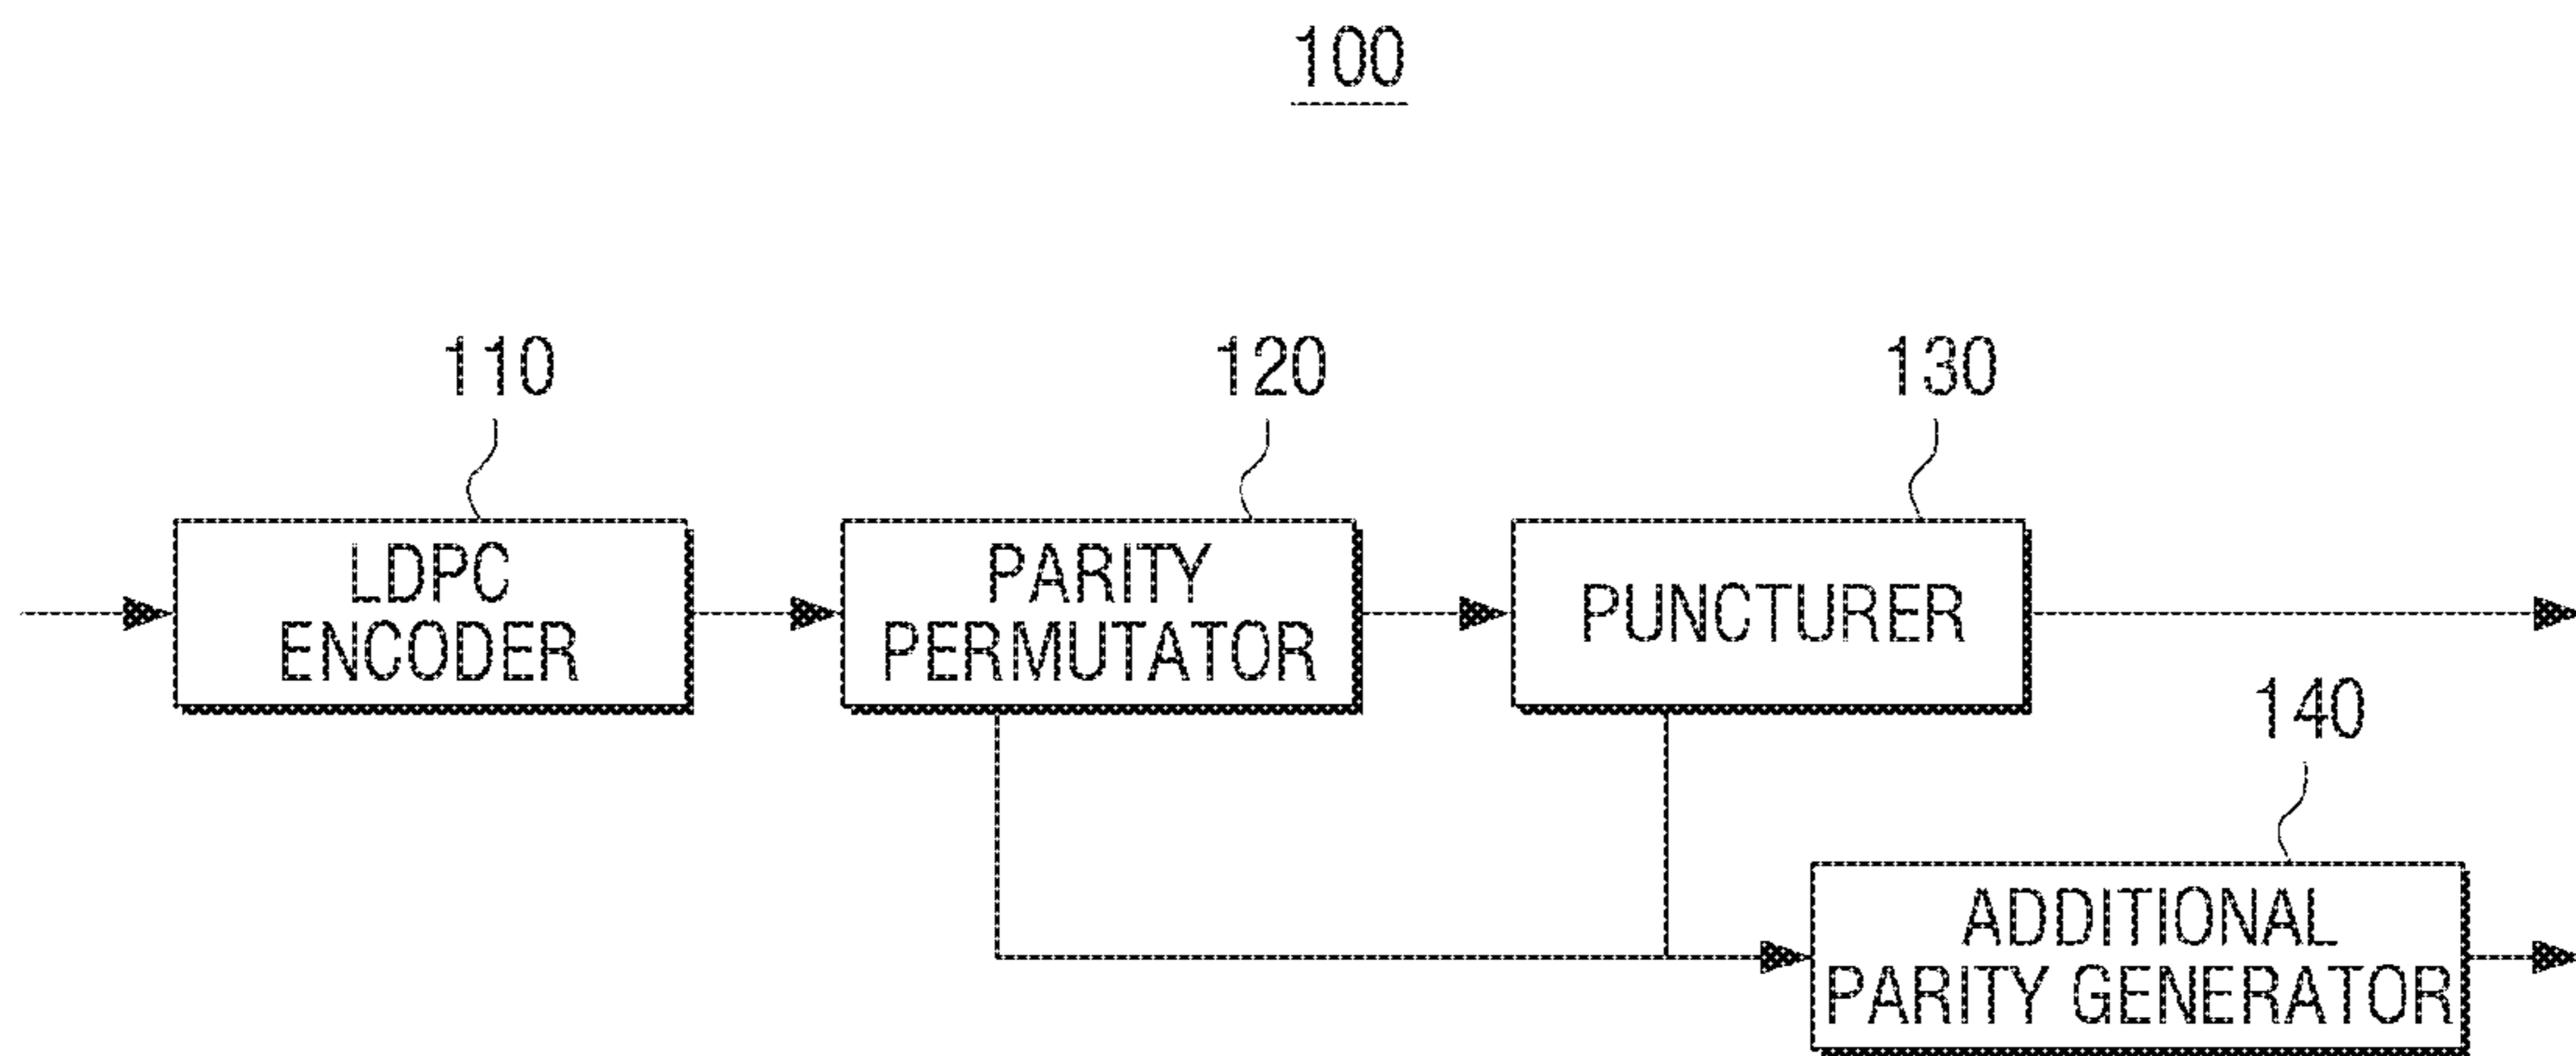 100
110
120
130
LDPC
ENCODER
PARITY
PERMUTATOR
PUNCTURER
140
ADDITIONAL
PARITY GENERATOR